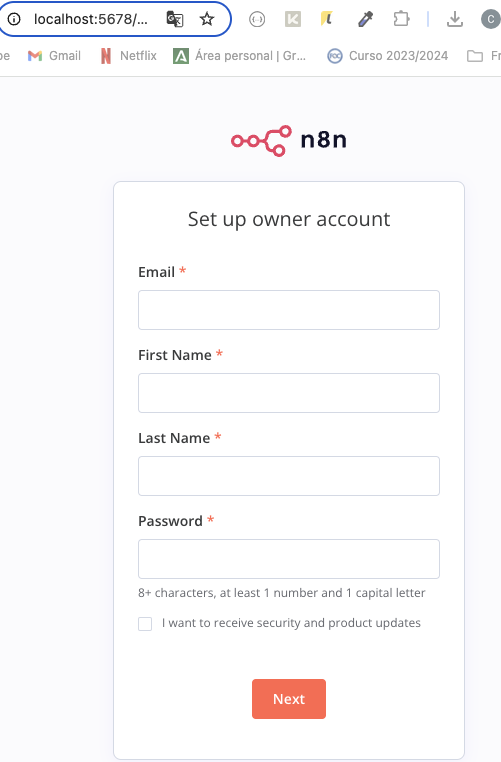 localhost:5678/...
Gmail Netflix Área personal | Gr... Curso 2023/2024
n8n
Set up owner account
Email *
First Name *
Last Name *
Password *
8+ characters, at least 1 number and 1 capital letter
I want to receive security and product updates
Next